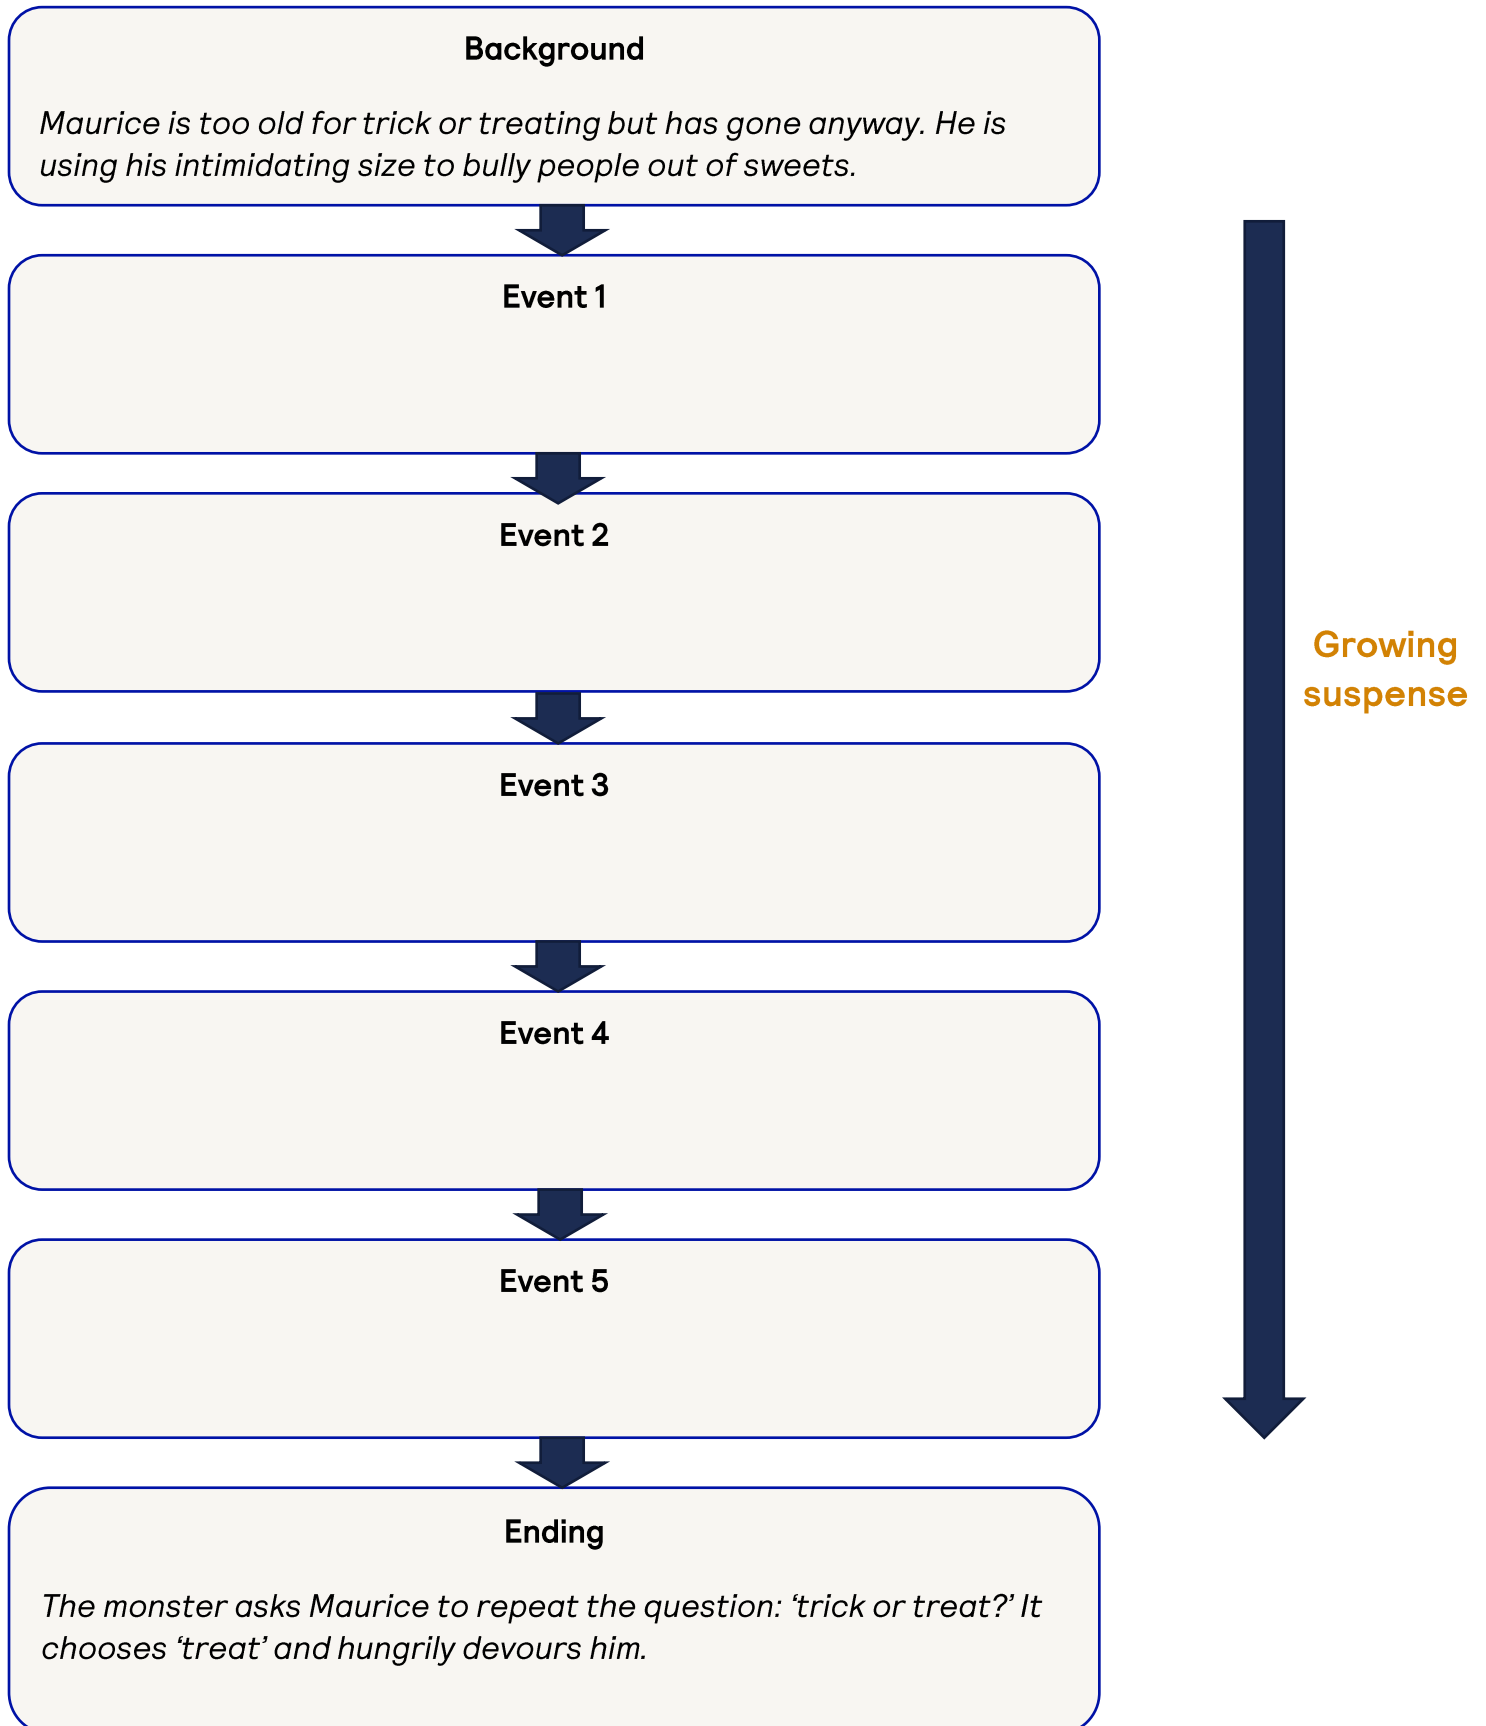 Background
Maurice is too old for trick or treating but has gone anyway. He is
using his intimidating size to bully people out of sweets.
Event 1
Event 2
Growing
suspense
Event 3
Event 4
Event 5
Ending
The monster asks Maurice to repeat the question: ‘trick or treat?’ It
chooses ‘treat’ and hungrily devours him.